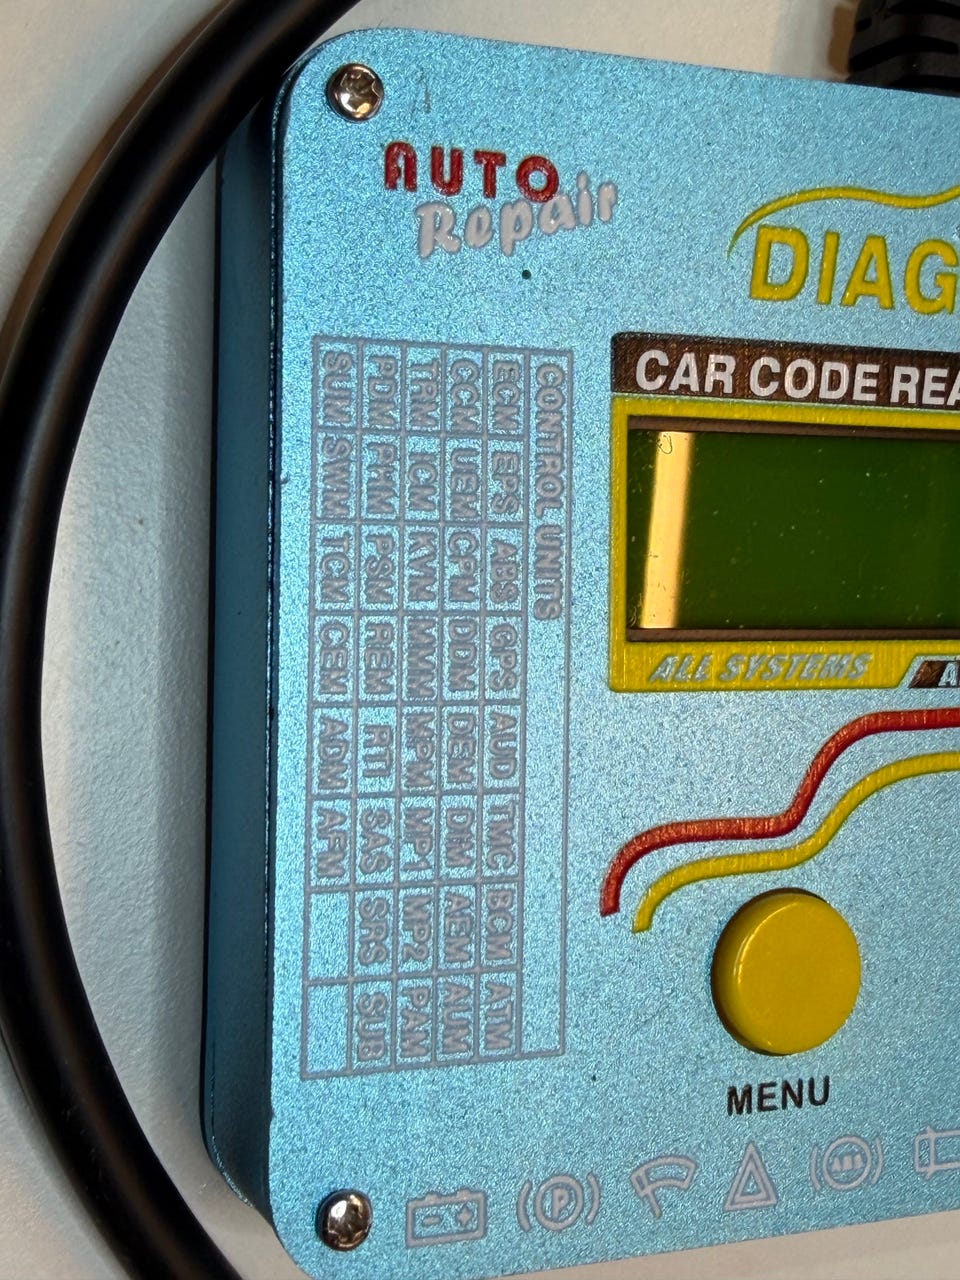 AUTO
Repair
DIAG
CAR CODE REA
ALL SYSTEMS
CONTROL UNITS
ECM EPS ABS GPS AUD TMC BCM ATM
CCM UEM CPM DDM DEM DIM AEM AUM
TRM ICM KVM MMM MPM MP1 MP2 PAM
PDM PHM PSM REM RTI SAS SRS SUB
SUM SWM TCM CEM ADM AFM
MENU
P
ABS